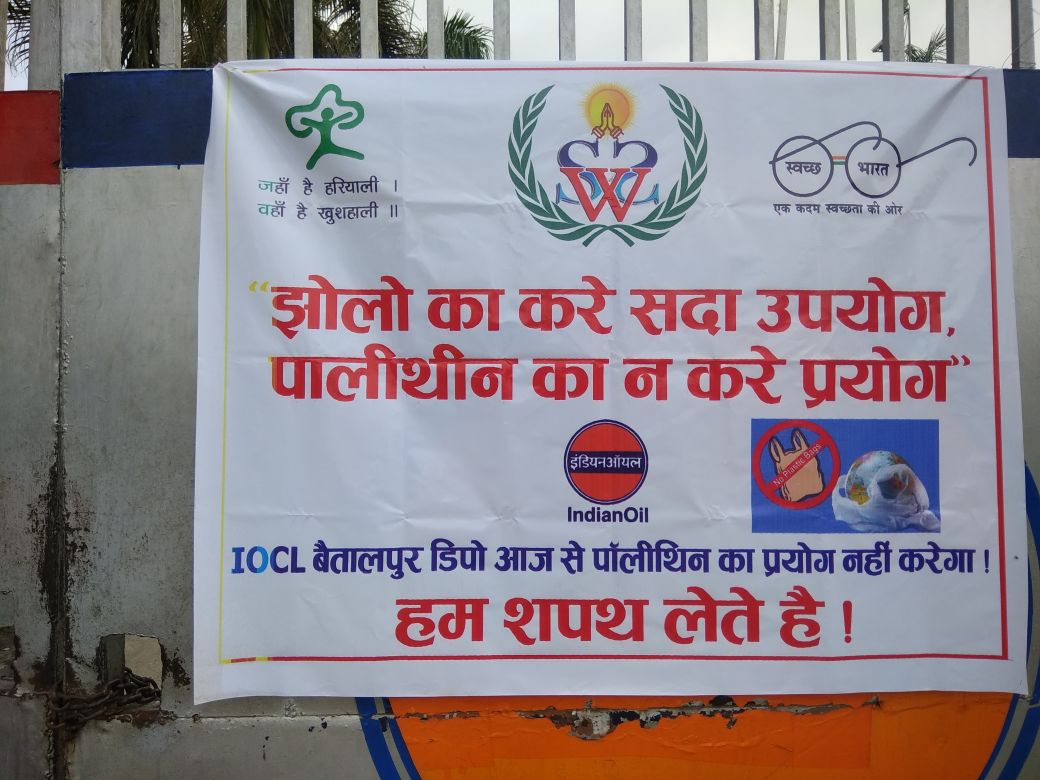 जहाँ है हरियाली ।
वहाँ है खुशहाली ॥
स्वच्छ भारत
एक कदम स्वच्छता की ओर
“झोलो का करे सदा उपयोग,
पालीथीन का न करे प्रयोग”
इंडियनऑयल
IndianOil
No Plastic Bags
IOCL बैतालपुर डिपो आज से पॉलीथिन का प्रयोग नहीं करेगा !
हम शपथ लेते है !